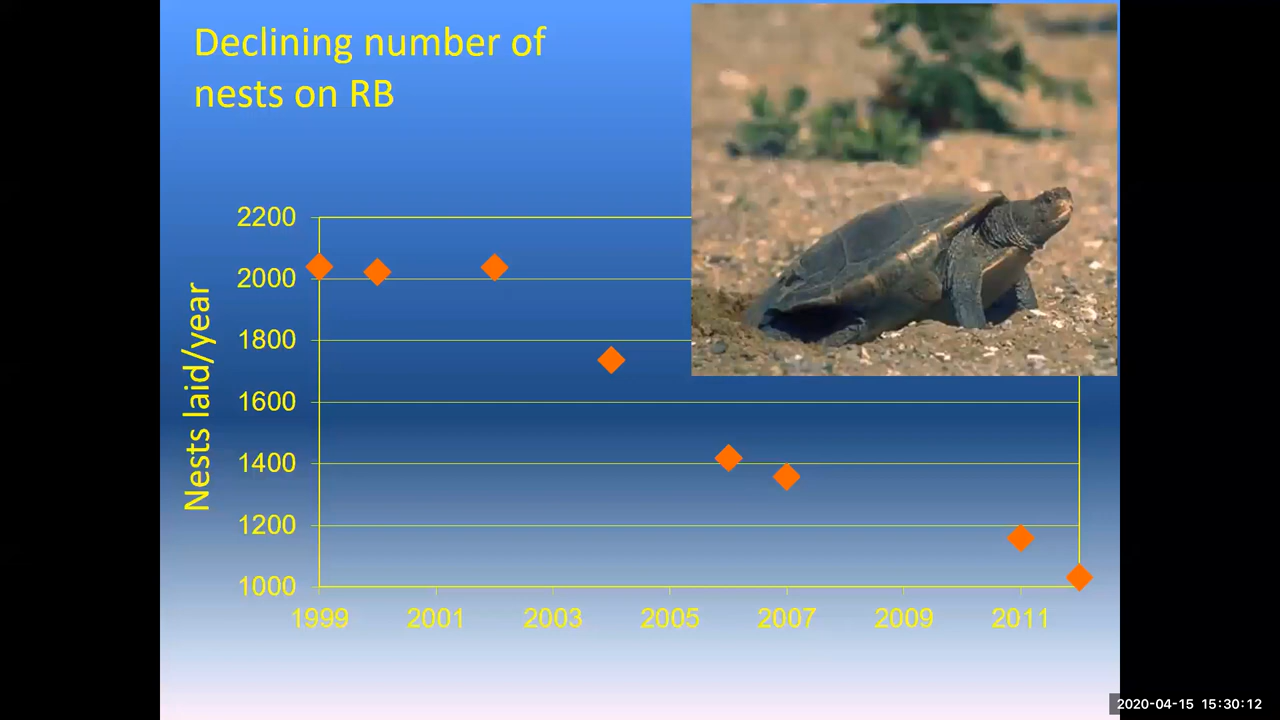 Declining number of
nests on RB
Nests laid/year
2200
2000
1800
1600
1400
1200
1000
1999 2001 2003 2005 2007 2009 2011
2020-04-15 15:30:12